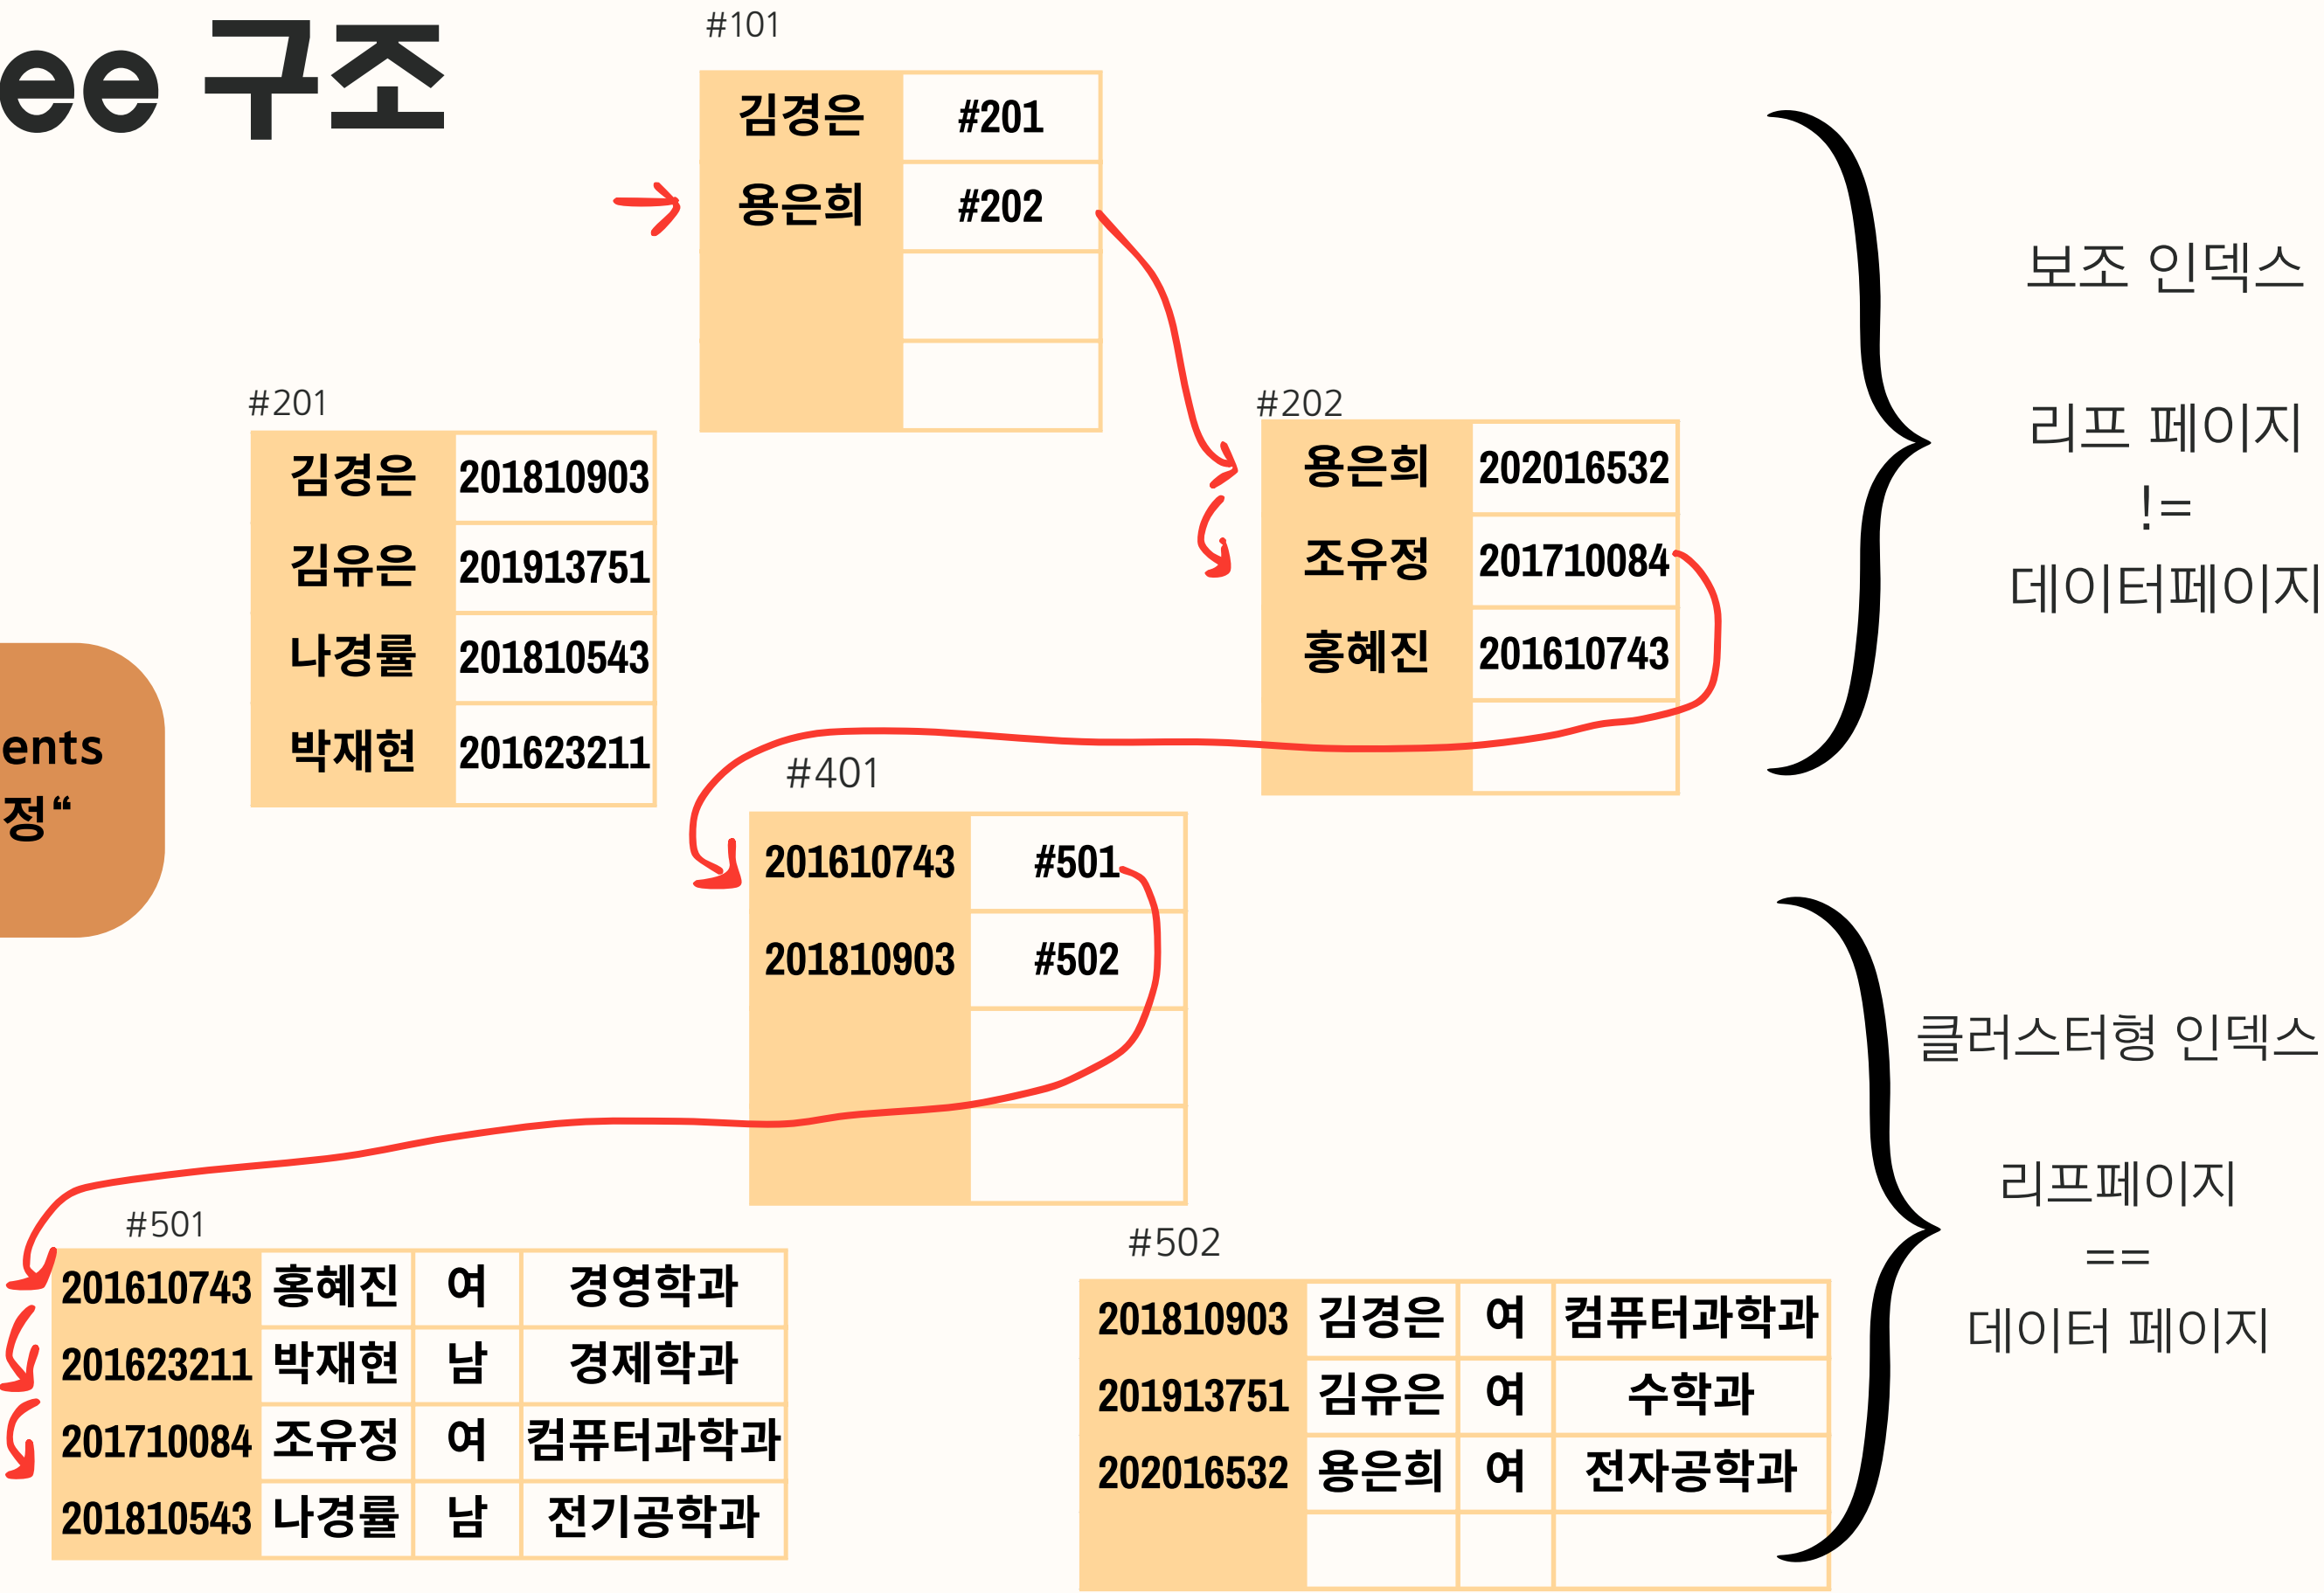 ee 구조
#101
김경은 #201
용은희 #202
#201
김경은 201810903
김유은 201913751
나경률 201810543
박재현 201623211
#202
용은희 202016532
조유정 201710084
홍혜진 201610743
보조 인덱스
리프 페이지
!=
데이터페이지
ents
정“
#401
201610743 #501
201810903 #502
#501
201610743 홍혜진 여 경영학과
201623211 박재현 남 경제학과
201710084 조유정 여 컴퓨터과학과
201810543 나경률 남 전기공학과
#502
201810903 김경은 여 컴퓨터과학과
201913751 김유은 여 수학과
202016532 용은희 여 전자공학과
클러스터형 인덱스
리프페이지
==
데이터 페이지